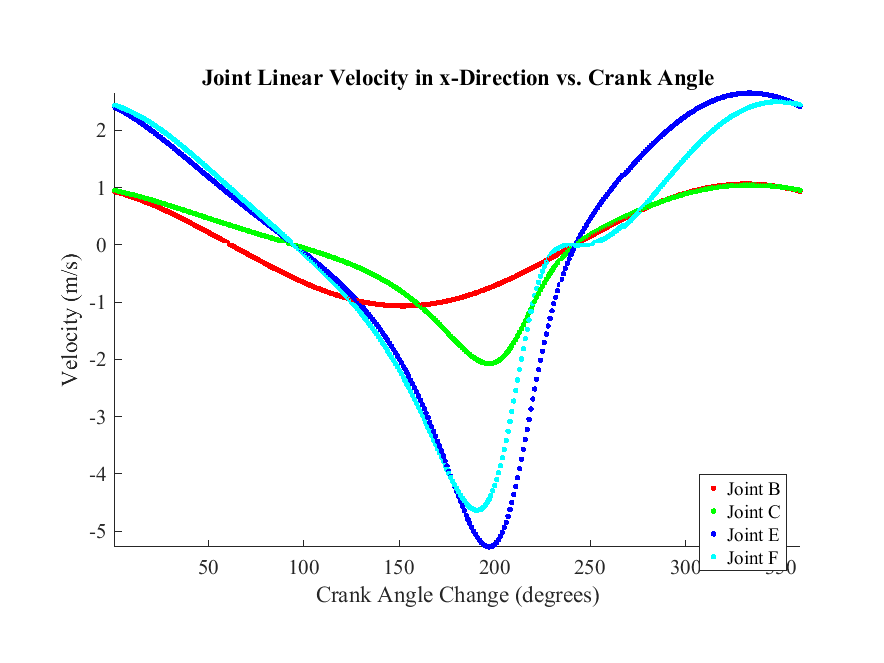 Joint Linear Velocity in x-Direction vs. Crank Angle
2
1
0
-1
-2
-3
-4
-5
Velocity (m/s)
Joint B
Joint C
Joint E
Joint F
50 100 150 200 250 300 350
Crank Angle Change (degrees)